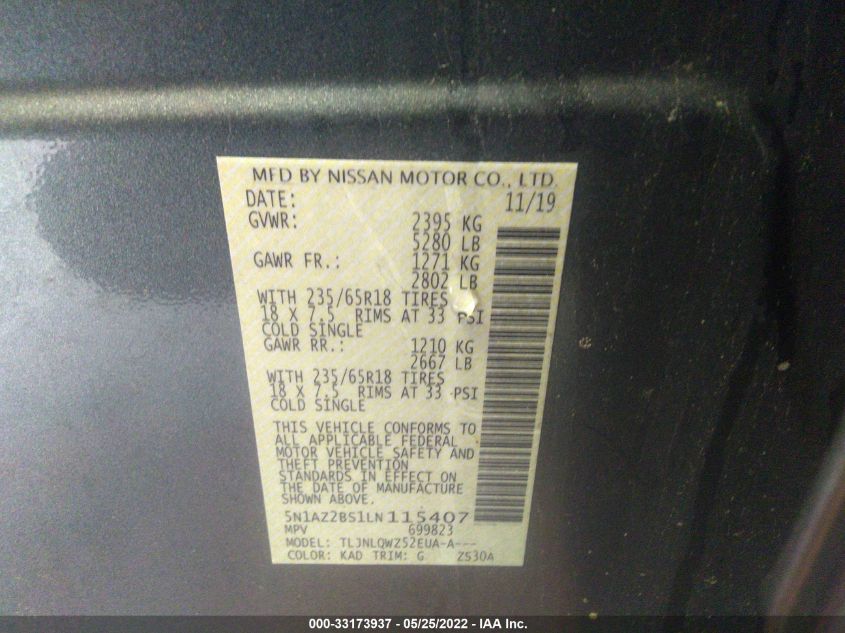 MFD BY NISSAN MOTOR CO., LTD.
DATE: 11/19
GVWR: 2395 KG
5280 LB
GAWR FR.: 1271 KG
2802 LB
WITH 235/65R18 TIRES
18 X 7.5 RIMS AT 33 PSI
COLD SINGLE
GAWR RR.: 1210 KG
2667 LB
WITH 235/65R18 TIRES
18 X 7.5 RIMS AT 33 PSI
COLD SINGLE
THIS VEHICLE CONFORMS TO
ALL APPLICABLE FEDERAL
MOTOR VEHICLE SAFETY AND
THEFT PREVENTION
STANDARDS IN EFFECT ON
THE DATE OF MANUFACTURE
SHOWN ABOVE.
5N1AZ2BS1LN115407
MPV 699823
MODEL: TLJNLQWZ52EUA-A---
COLOR: KAD TRIM: G ZS30A
000-33173937 - 05/25/2022 - IAA Inc.